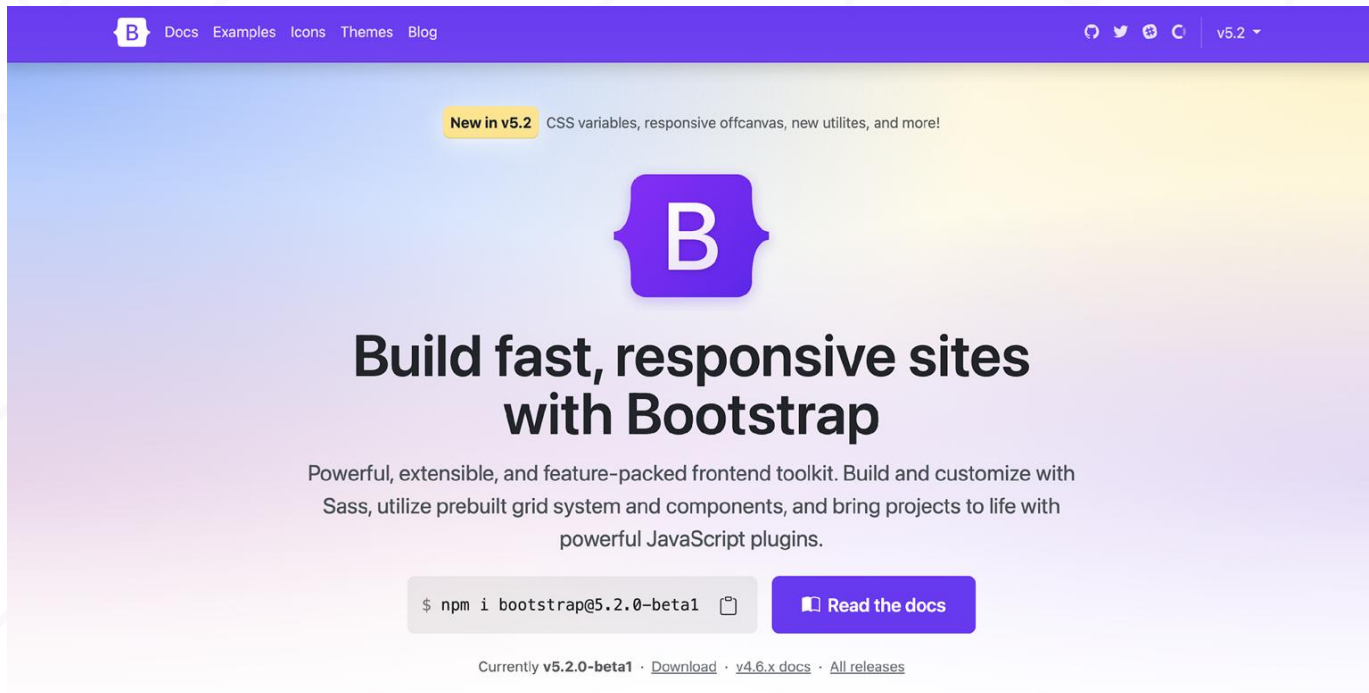 B Docs Examples Icons Themes Blog v5.2
New in v5.2 CSS variables, responsive offcanvas, new utilites, and more!
B
Build fast, responsive sites
with Bootstrap
Powerful, extensible, and feature-packed frontend toolkit. Build and customize with
Sass, utilize prebuilt grid system and components, and bring projects to life with
powerful JavaScript plugins.
$ npm i bootstrap@5.2.0-beta1 Read the docs
Currently v5.2.0-beta1 · Download · v4.6.x docs · All releases